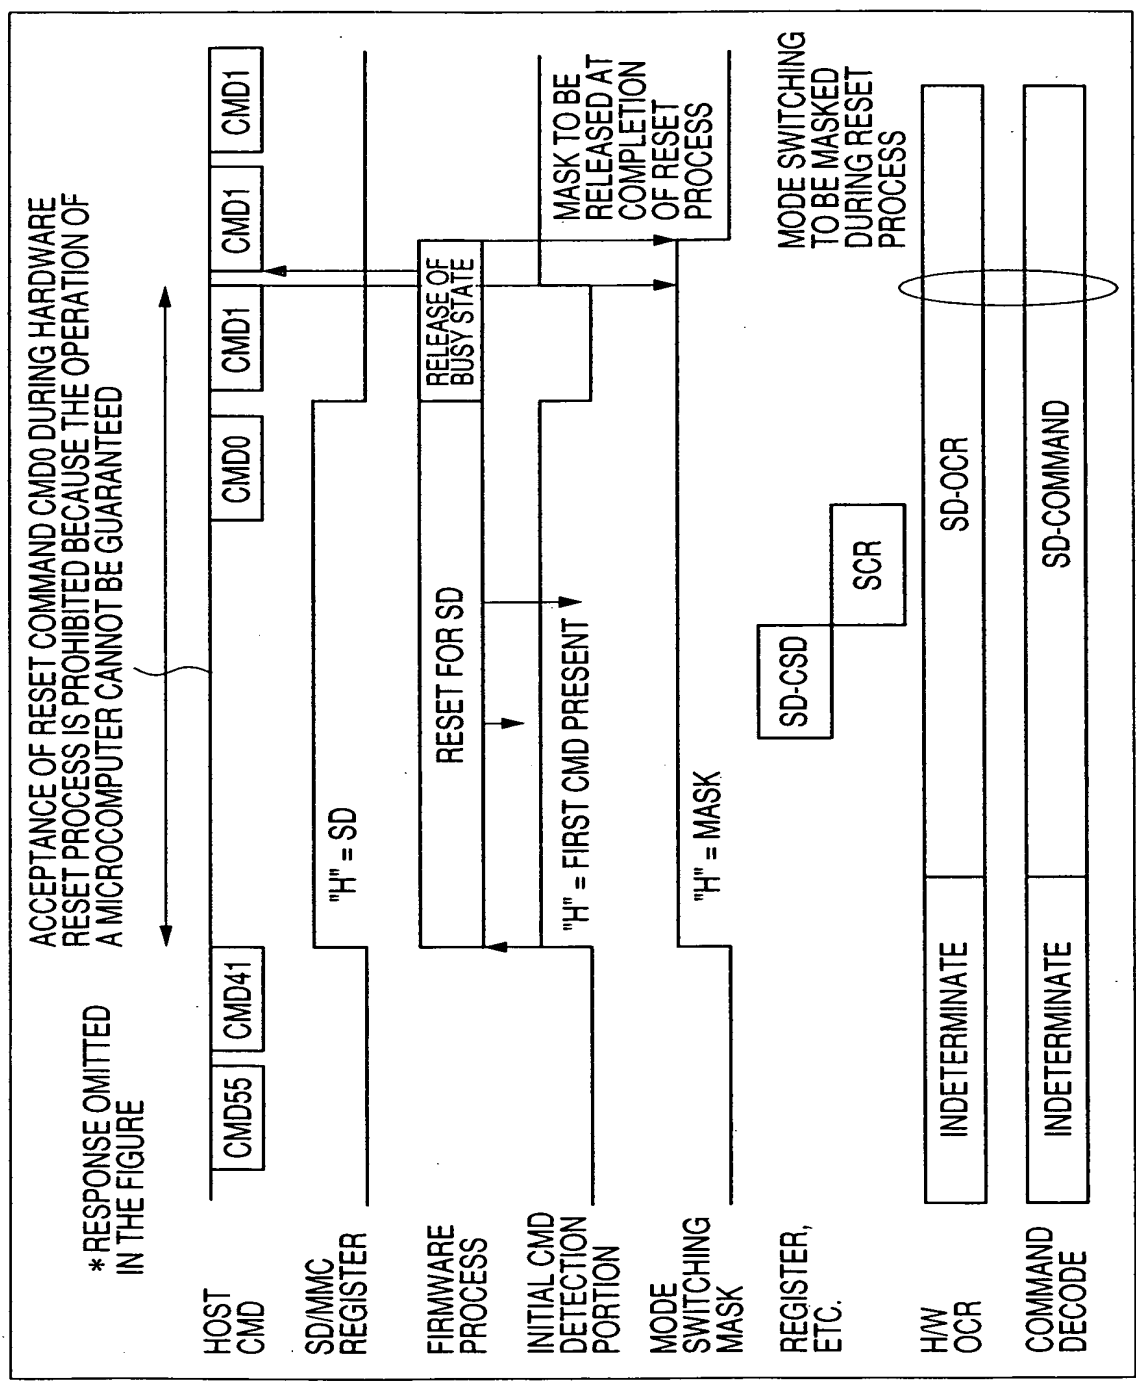 ACCEPTANCE OF RESET COMMAND CMD0 DURING HARDWARE
RESET PROCESS IS PROHIBITED BECAUSE THE OPERATION OF
A MICROCOMPUTER CANNOT BE GUARANTEED
* RESPONSE OMITTED
IN THE FIGURE
HOST
CMD
CMD55
CMD41
CMD0
CMD1
CMD1
CMD1
SD/MMC
REGISTER
"H" = SD
FIRMWARE
PROCESS
RESET FOR SD
RELEASE OF
BUSY STATE
INITIAL CMD
DETECTION
PORTION
"H" = FIRST CMD PRESENT
MASK TO BE
RELEASED AT
COMPLETION
OF RESET
PROCESS
MODE
SWITCHING
MASK
"H" = MASK
REGISTER,
ETC.
SD-CSD
SCR
MODE SWITCHING
TO BE MASKED
DURING RESET
PROCESS
H/W
OCR
INDETERMINATE
SD-OCR
COMMAND
DECODE
INDETERMINATE
SD-COMMAND